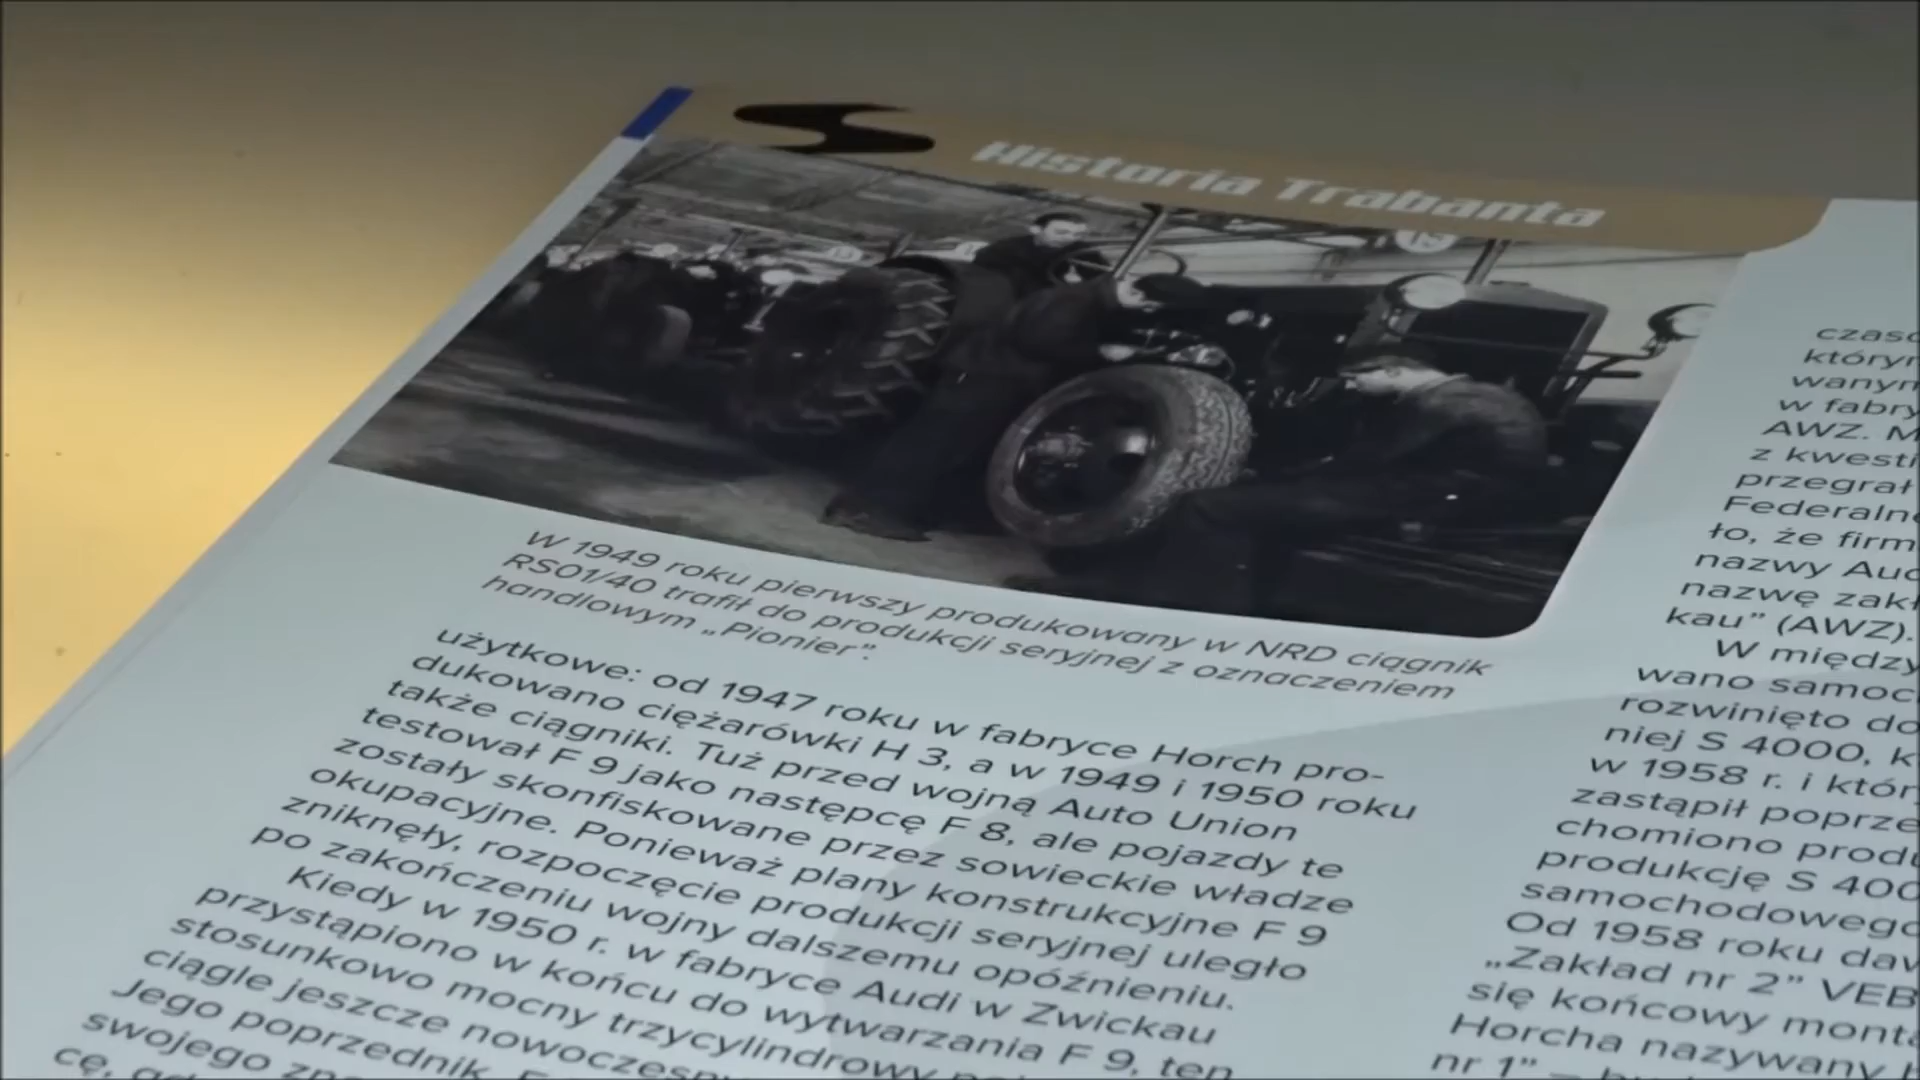 Historia Trabanta
W 1949 roku pierwszy produkowany w NRD ciągnik
RS01/40 trafił do produkcji seryjnej z oznaczeniem
handlowym „Pionier”.
użytkowe: od 1947 roku w fabryce Horch pro-
dukowano ciężarówki H 3, a w 1949 i 1950 roku
także ciągniki. Tuż przed wojną Auto Union
testował F 9 jako następcę F 8, ale pojazdy te
zostały skonfiskowane przez sowieckie władze
okupacyjne. Ponieważ plany konstrukcyjne F 9
zniknęły, rozpoczęcie produkcji seryjnej uległo
po zakończeniu wojny dalszemu opóźnieniu.
Kiedy w 1950 r. w fabryce Audi w Zwickau
przystąpiono w końcu do wytwarzania F 9, ten
stosunkowo mocny trzycylindrowy
ciągle jeszcze
Jego poprzednik
swojego
cę,
którym
w fabry
AWZ. M
z kwesti
przegrał
Federaln
ło, że firm
nazwy Aud
nazwę zak
kau” (AWZ).
W między
wano samoc
rozwinięto do
niej S 4000, k
w 1958 r. i któr
zastąpił poprze
chomiono produ
produkcję S 400
samochodowego
Od 1958 roku daw
„Zakład nr 2” VEB
się końcowy mont
Horcha nazywany
nr 1” –